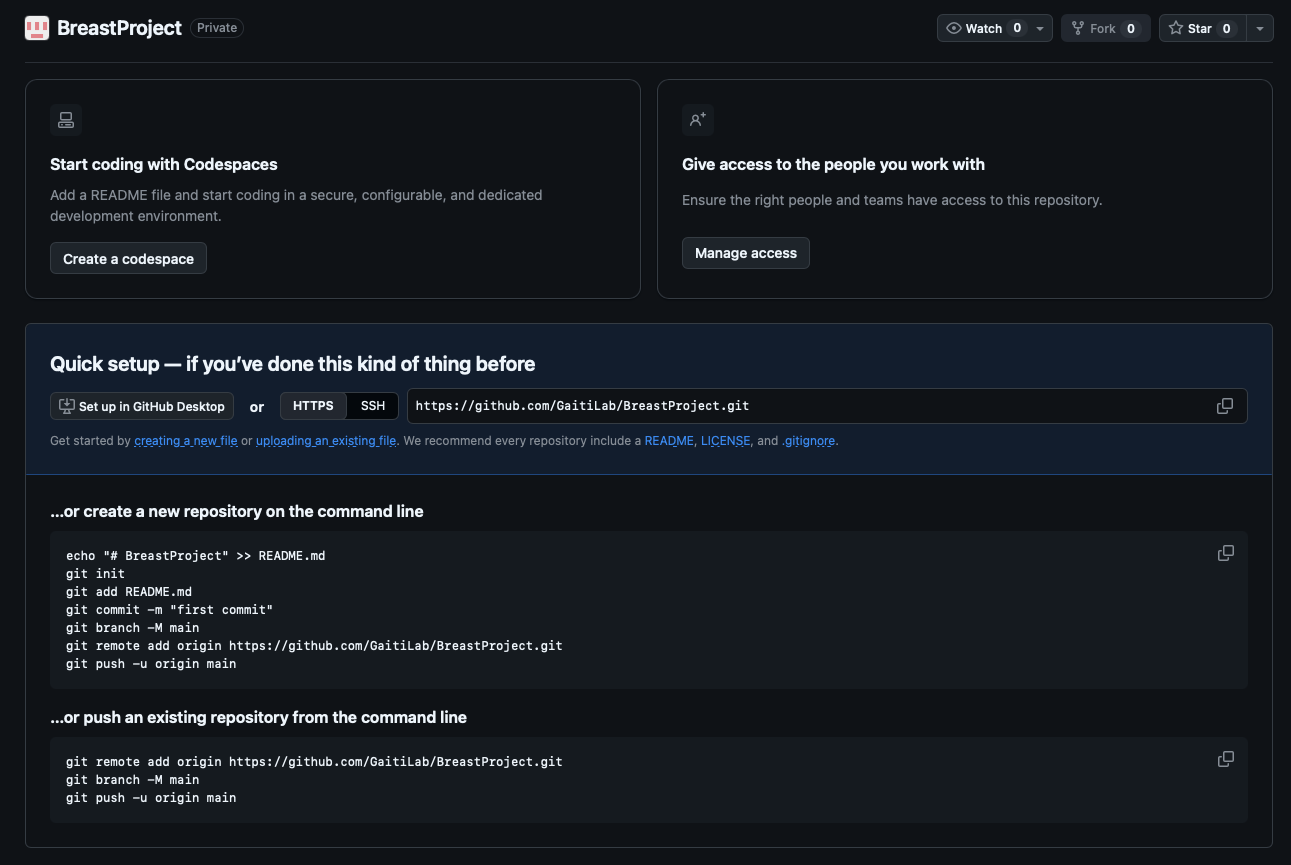 BreastProject Private Watch 0 Fork 0 Star 0
Start coding with Codespaces
Add a README file and start coding in a secure, configurable, and dedicated
development environment.
Create a codespace
Give access to the people you work with
Ensure the right people and teams have access to this repository.
Manage access
Quick setup — if you’ve done this kind of thing before
Set up in GitHub Desktop or HTTPS SSH https://github.com/GaitiLab/BreastProject.git
Get started by creating a new file or uploading an existing file. We recommend every repository include a README, LICENSE, and .gitignore.
…or create a new repository on the command line
echo "# BreastProject" >> README.md
git init
git add README.md
git commit -m "first commit"
git branch -M main
git remote add origin https://github.com/GaitiLab/BreastProject.git
git push -u origin main
…or push an existing repository from the command line
git remote add origin https://github.com/GaitiLab/BreastProject.git
git branch -M main
git push -u origin main